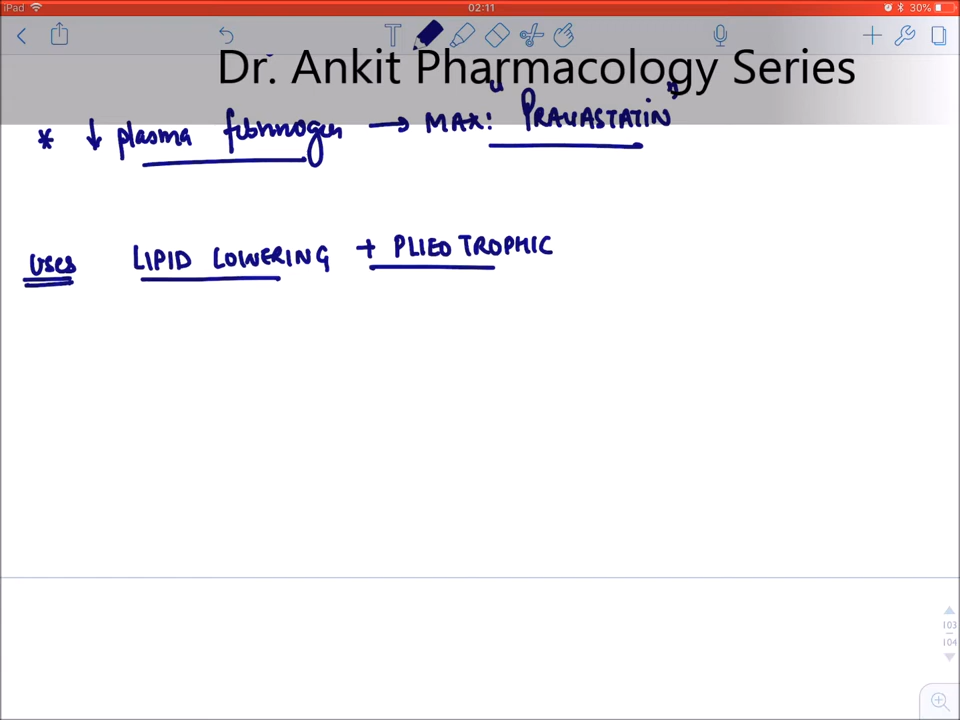 iPad 02:11 30%
T
Dr. Ankit Pharmacology Series
* ↓ plasma fibrinogen → MAX: "PRAVASTATIN"
USES LIPID LOWERING + PLIEOTROPHIC
103
104